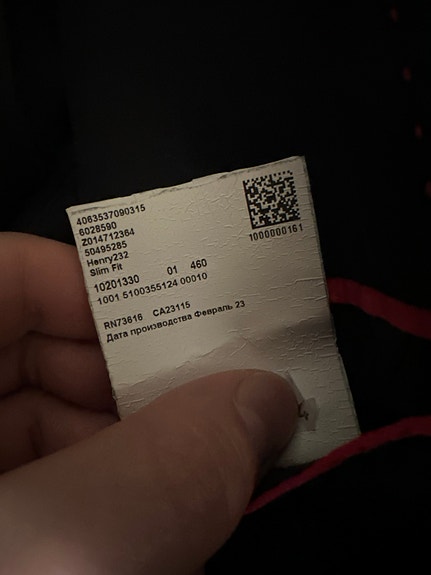 4063537090315
6028590
Z014712364
50495285
Henry232
Slim Fit
10201330 01 460
1001 5100355124 00010
RN73616 CA23115
Дата производства Февраль 23
1000000161
4